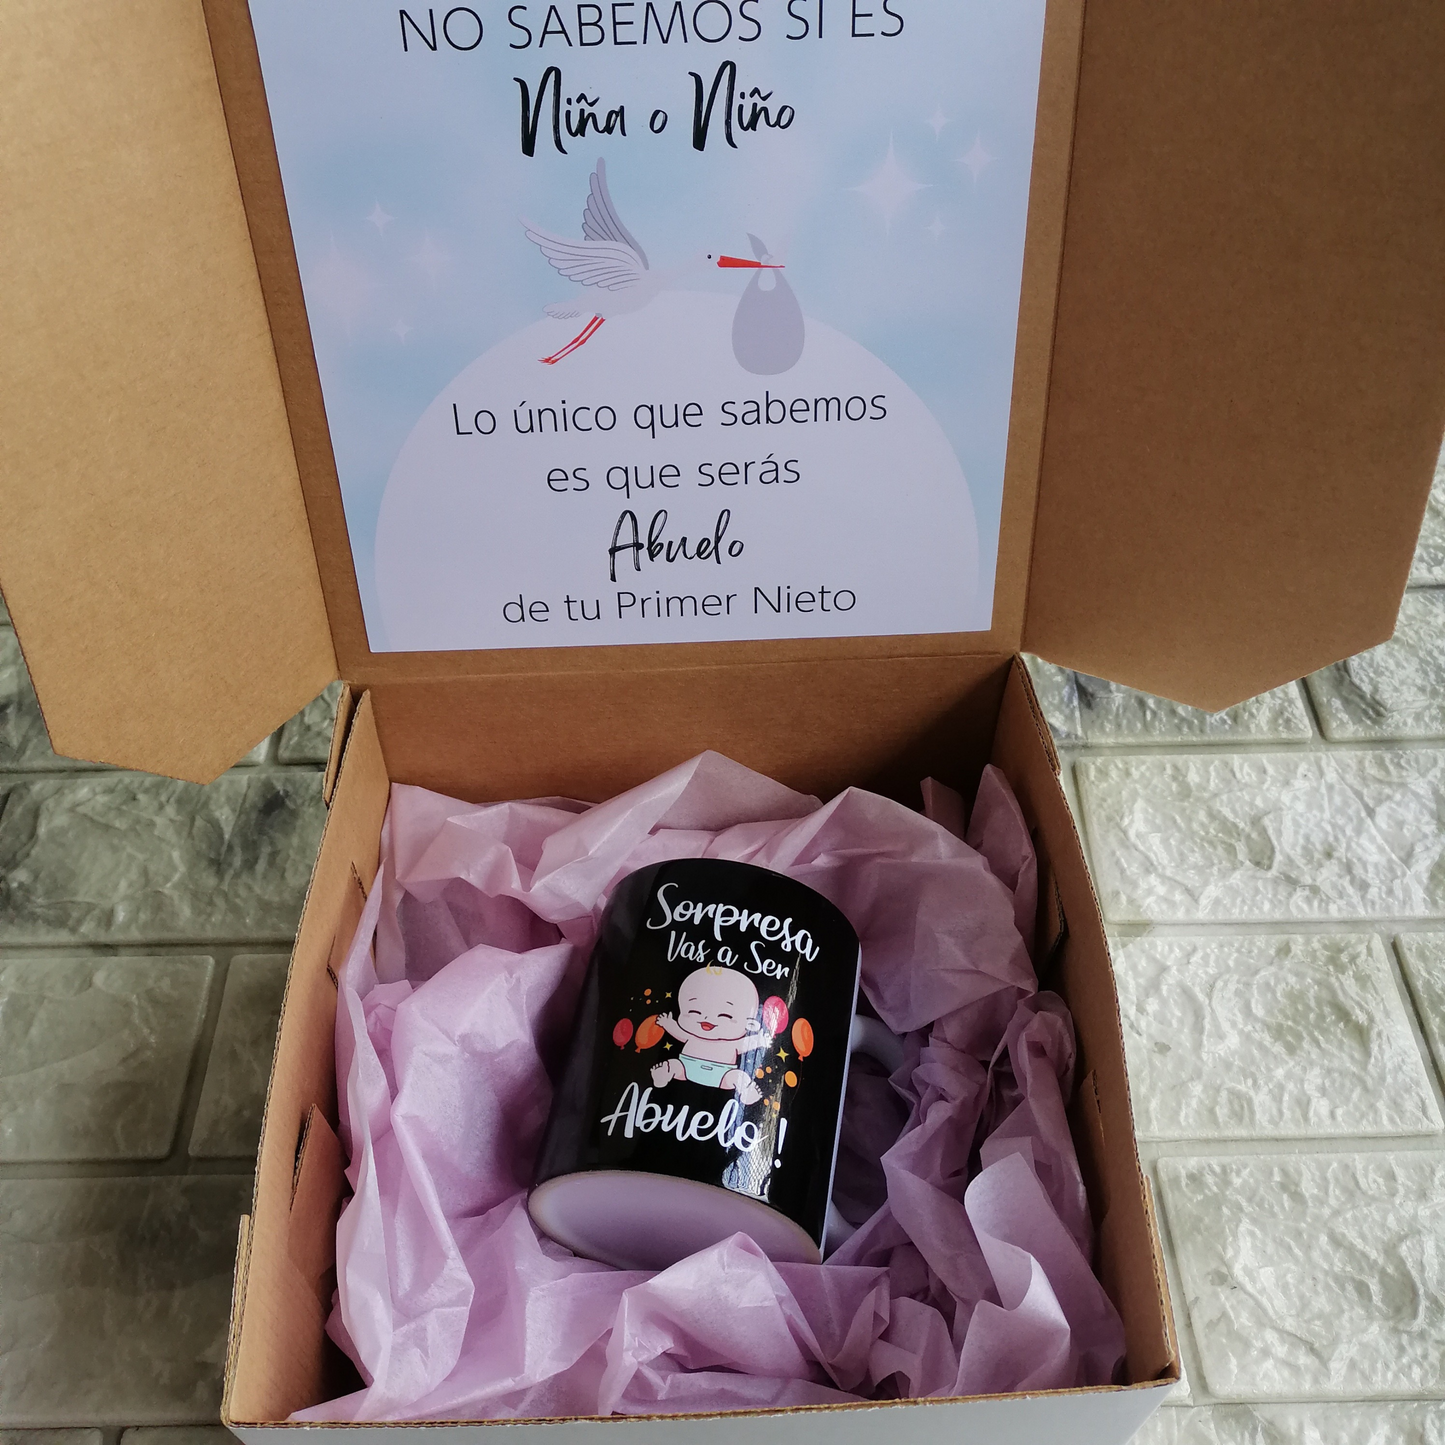 NO SABEMOS SI ES
Niña o Niño
Lo único que sabemos
es que serás
Abuelo
de tu Primer Nieto
Sorpresa
Vas a Ser
Abuelo !